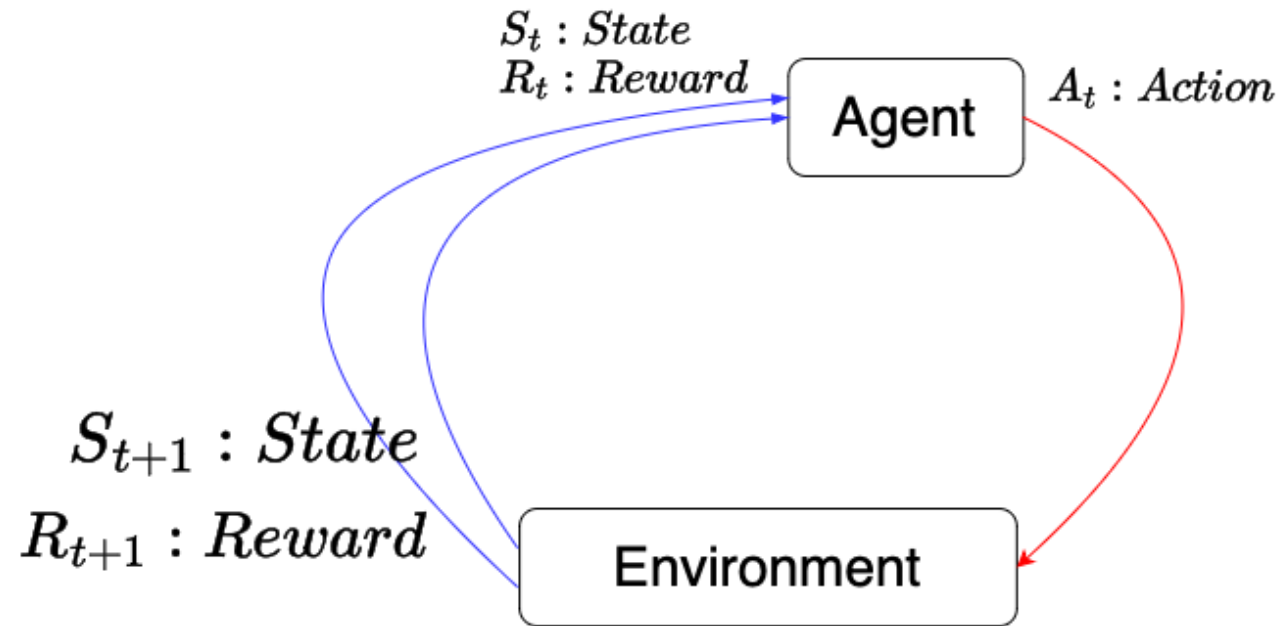 S_t : State
R_t : Reward
Agent
A_t : Action
S_{t+1} : State
R_{t+1} : Reward
Environment